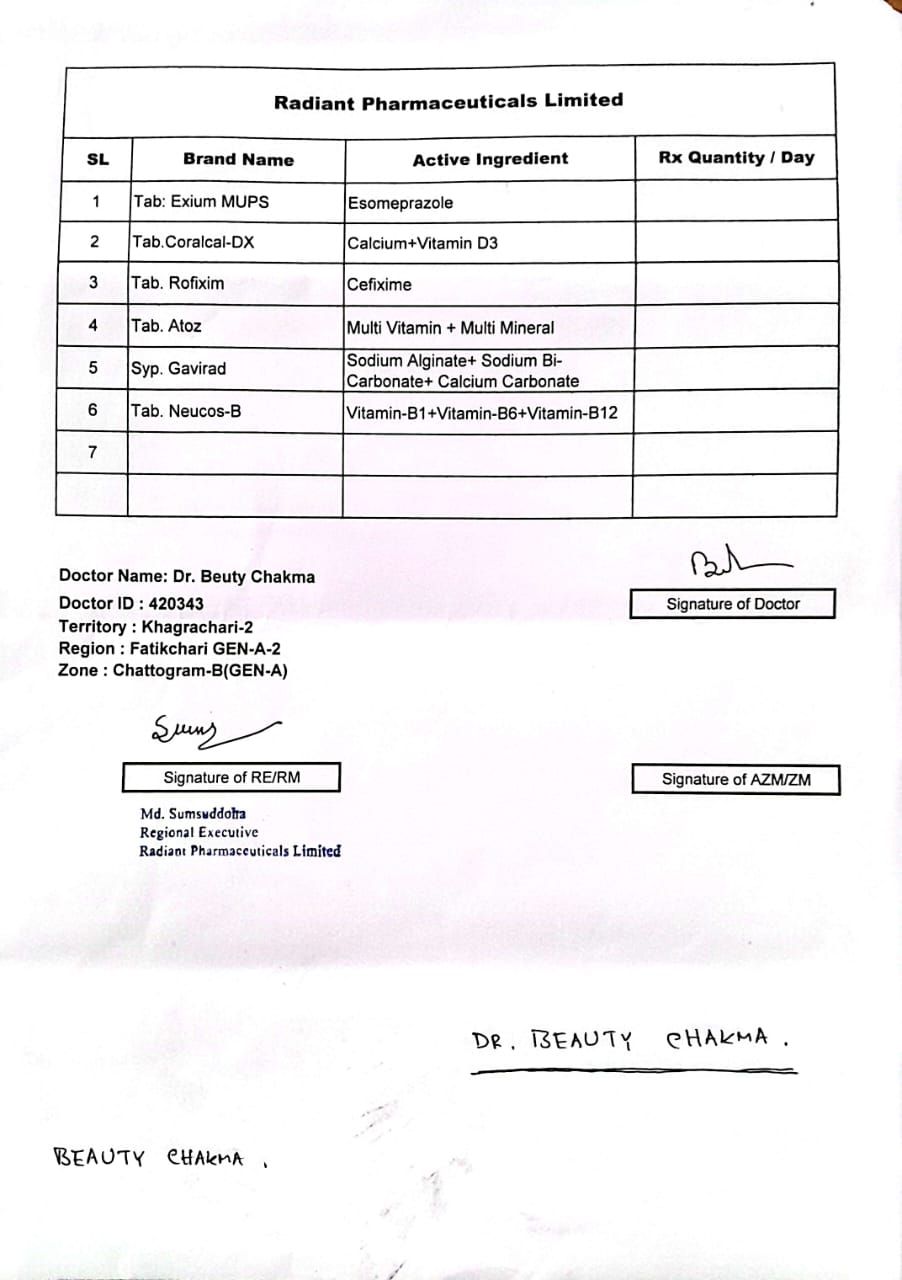 Radiant Pharmaceuticals Limited
SL Brand Name Active Ingredient Rx Quantity / Day
1 Tab: Exium MUPS Esomeprazole
2 Tab.Coralcal-DX Calcium+Vitamin D3
3 Tab. Rofixim Cefixime
4 Tab. Atoz Multi Vitamin + Multi Mineral
5 Syp. Gavirad Sodium Alginate+ Sodium Bi-
Carbonate+ Calcium Carbonate
6 Tab. Neucos-B Vitamin-B1+Vitamin-B6+Vitamin-B12
7
Doctor Name: Dr. Beuty Chakma
Doctor ID : 420343
Signature of Doctor
Territory : Khagrachari-2
Region : Fatikchari GEN-A-2
Zone : Chattogram-B(GEN-A)
Signature of RE/RM
Signature of AZM/ZM
Md. Sumsuddoha
Regional Executive
Radiant Pharmaceuticals Limited
DR. BEAUTY CHAKMA.
BEAUTY CHAKMA.